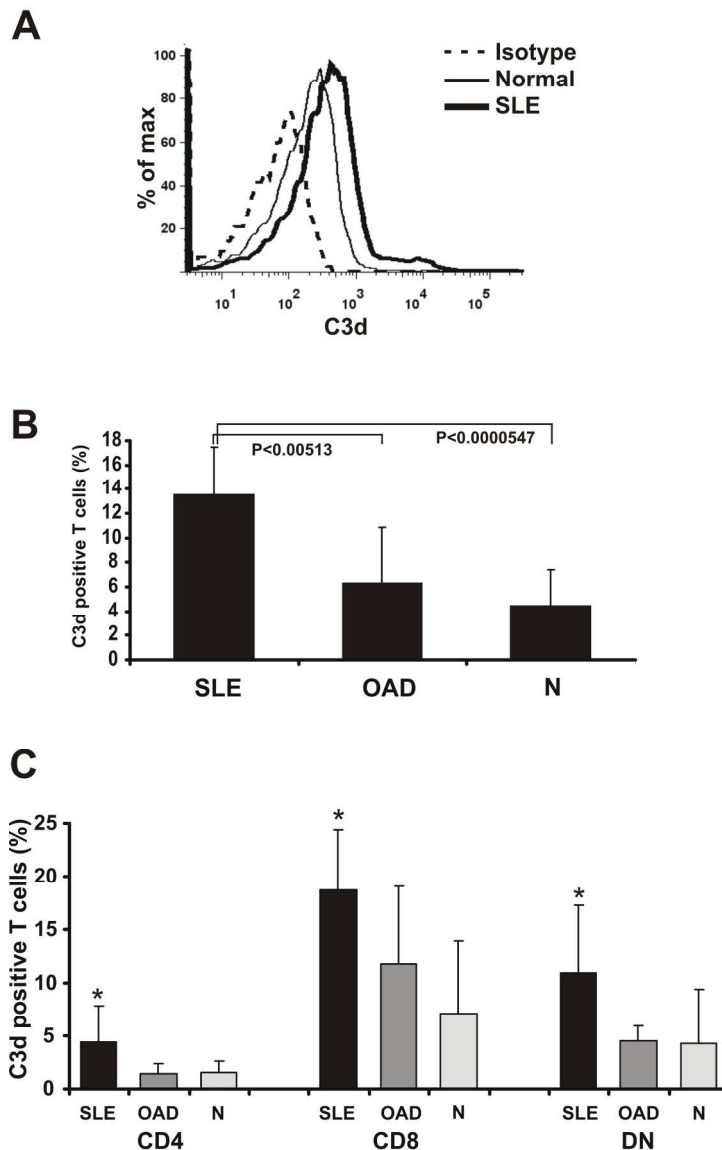 A
100
80
60
40
20
% of max
10^1 10^2 10^3 10^4 10^5
C3d
Isotype
Normal
SLE
B
C3d positive T cells (%)
18
16
14
12
10
8
6
4
2
0
P<0.00513
P<0.0000547
SLE OAD N
C
C3d positive T cells (%)
25
20
15
10
5
0
* * *
SLE OAD N SLE OAD N SLE OAD N
CD4 CD8 DN